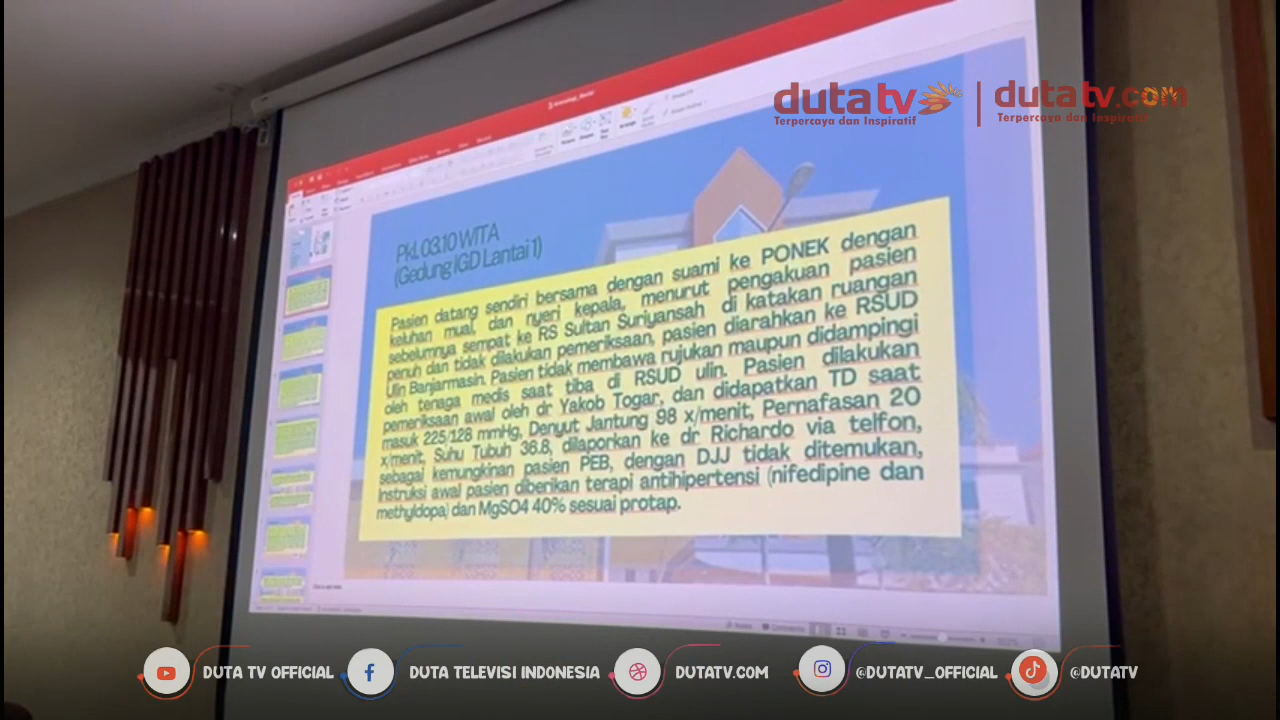 dutatv | dutatv.com
Terpercaya dan Inspiratif Terpercaya dan Inspiratif
Pkl. 03.10 WITA
(Gedung IGD Lantai 1)
Pasien datang sendiri bersama dengan suami ke PONEK dengan
keluhan mual, dan nyeri kepala, menurut pengakuan pasien
sebelumnya sempat ke RS Sultan Suriyansah di katakan ruangan
penuh dan tidak dilakukan pemeriksaan, pasien diarahkan ke RSUD
Ulin Banjarmasin. Pasien tidak membawa rujukan maupun didampingi
oleh tenaga medis saat tiba di RSUD ulin. Pasien dilakukan
pemeriksaan awal oleh dr Yakob Togar, dan didapatkan TD saat
masuk 225/128 mmHg, Denyut Jantung 98 x/menit, Pernafasan 20
x/menit, Suhu Tubuh 36.8, dilaporkan ke dr Richardo via telfon,
sebagai kemungkinan pasien PEB, dengan DJJ tidak ditemukan,
Instruksi awal pasien diberikan terapi antihipertensi (nifedipine dan
methyldopa) dan MgSO4 40% sesuai protap.
DUTA TV OFFICIAL DUTA TELEVISI INDONESIA DUTATV.COM @DUTATV_OFFICIAL @DUTATV